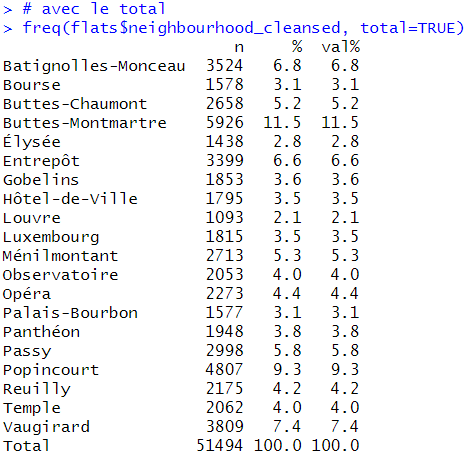 > # avec le total
> freq(flats$neighbourhood_cleansed, total=TRUE)
n % val%
Batignolles-Monceau 3524 6.8 6.8
Bourse 1578 3.1 3.1
Buttes-Chaumont 2658 5.2 5.2
Buttes-Montmartre 5926 11.5 11.5
Élysée 1438 2.8 2.8
Entrepôt 3399 6.6 6.6
Gobelins 1853 3.6 3.6
Hôtel-de-Ville 1795 3.5 3.5
Louvre 1093 2.1 2.1
Luxembourg 1815 3.5 3.5
Ménilmontant 2713 5.3 5.3
Observatoire 2053 4.0 4.0
Opéra 2273 4.4 4.4
Palais-Bourbon 1577 3.1 3.1
Panthéon 1948 3.8 3.8
Passy 2998 5.8 5.8
Popincourt 4807 9.3 9.3
Reuilly 2175 4.2 4.2
Temple 2062 4.0 4.0
Vaugirard 3809 7.4 7.4
Total 51494 100.0 100.0